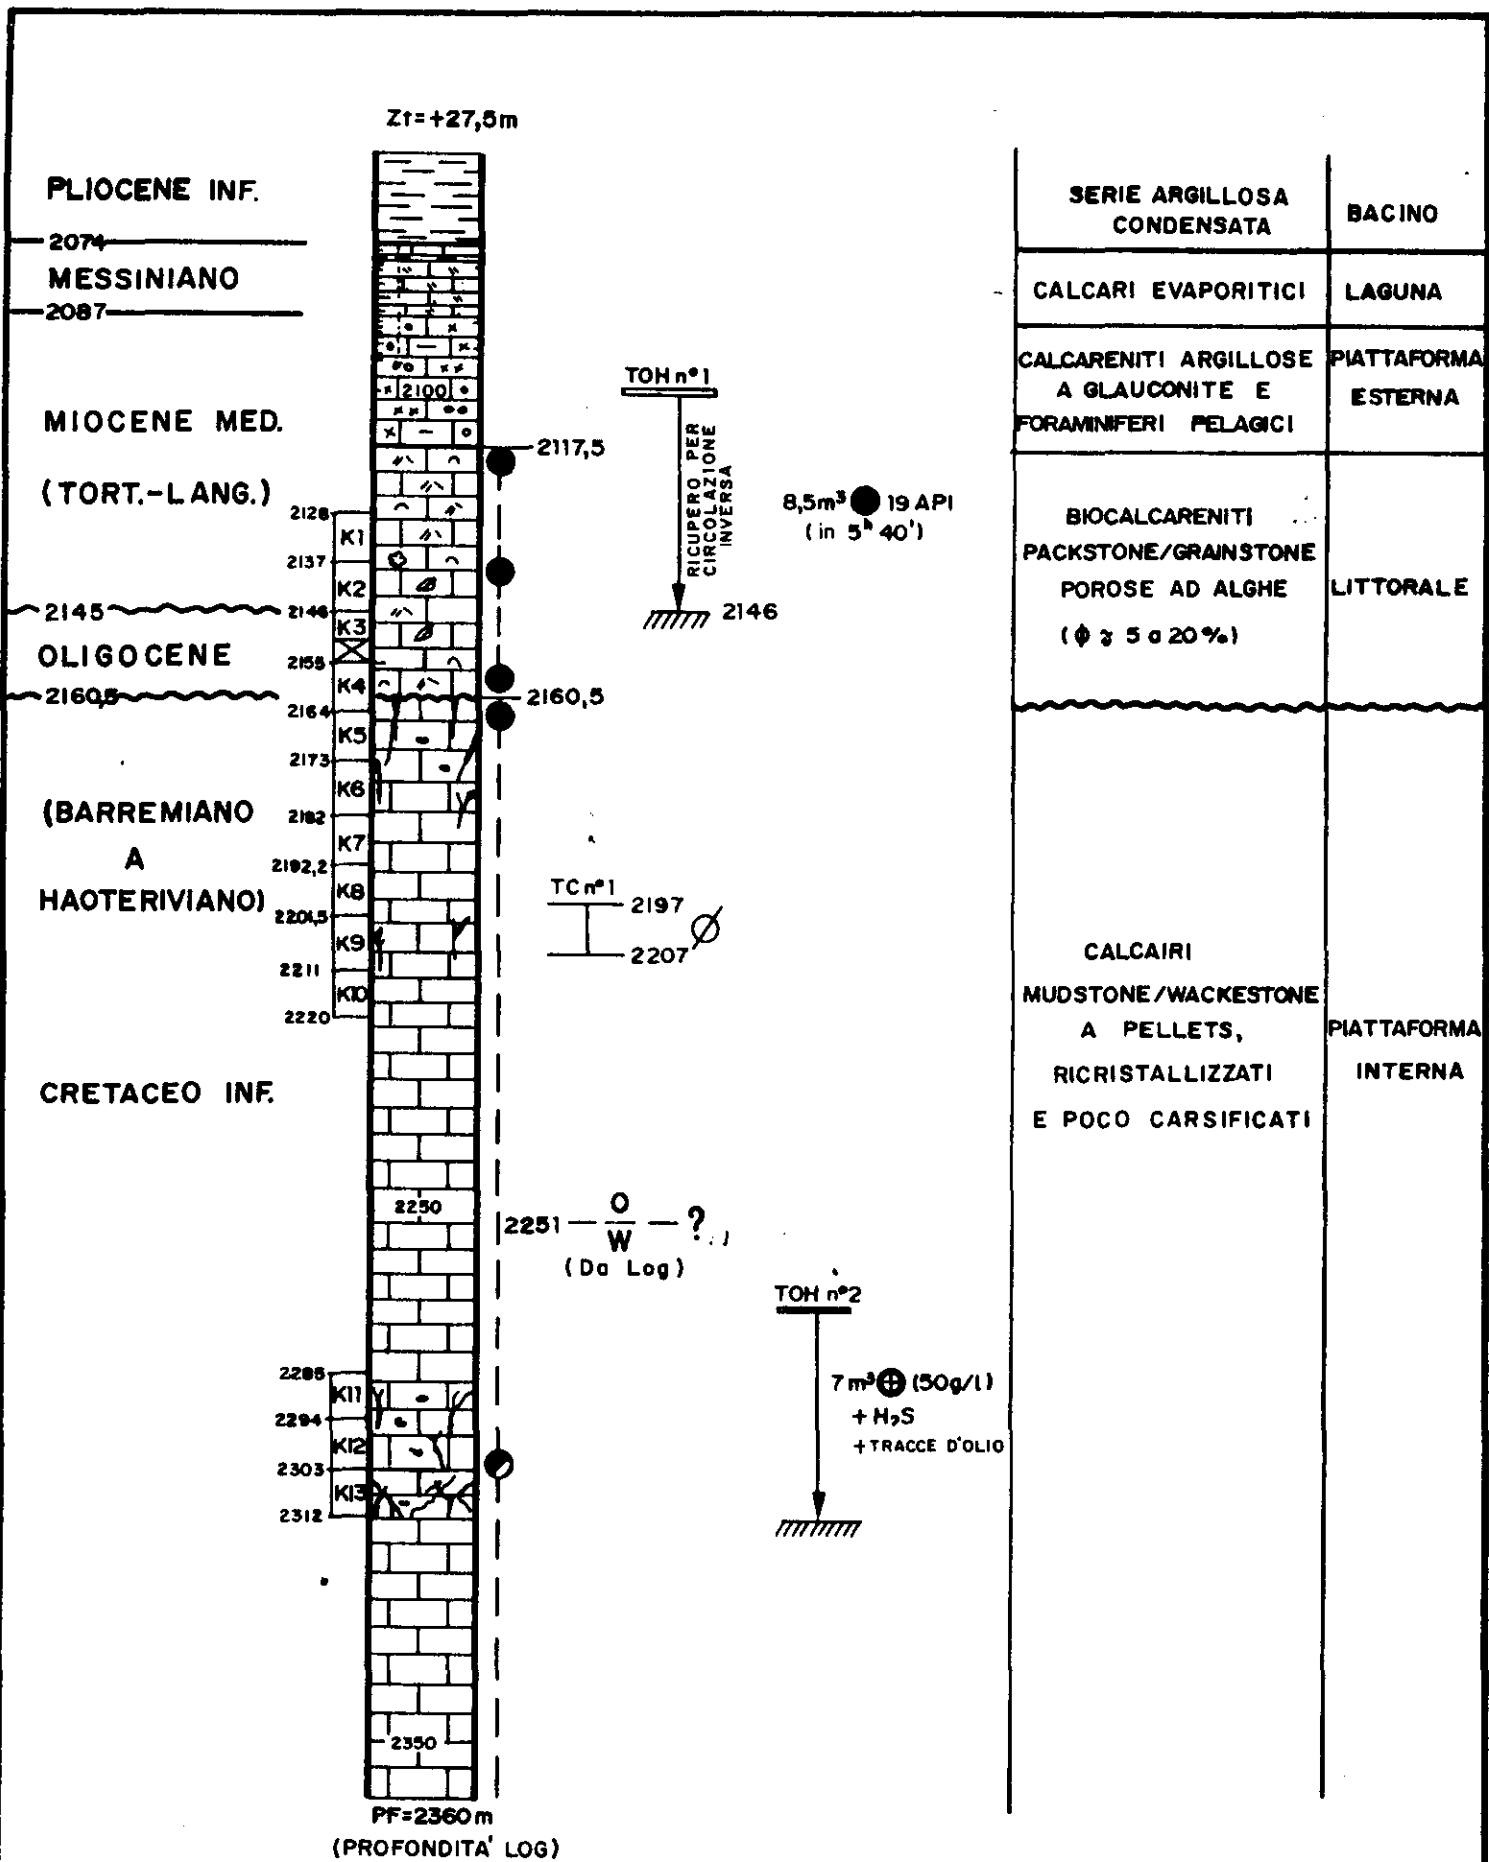 Zt=+27,5m
PLIOCENE INF.
2074
MESSINIANO
2087
MIOCENE MED.
(TORT.-LANG.)
2145
OLIGOCENE
2160,5
(BARREMIANO
A
HAOTERIVIANO)
CRETACEO INF.
2128
K1
2137
K2
2146
K3
2155
K4
2164
K5
2173
K6
2182
K7
2192,2
K8
2201,5
K9
2211
K10
2220
2285
K11
2294
K12
2303
K13
2312
2100
2250
2350
PF=2360m
(PROFONDITA' LOG)
2117,5
2160,5
TOH n°1
RICUPERO PER
CIRCOLAZIONE
INVERSA
2146
8,5m³ 19 API
(in 5h 40')
TC n°1
2197
2207
2251 — O — ?
W
(Da Log)
TOH n°2
7m³ (50g/l)
+ H2S
+TRACCE D'OLIO
SERIE ARGILLOSA
CONDENSATA
BACINO
CALCARI EVAPORITICI
LAGUNA
CALCARENITI ARGILLOSE
A GLAUCONITE E
FORAMINIFERI PELAGICI
PIATTAFORMA
ESTERNA
BIOCALCARENITI
PACKSTONE/GRAINSTONE
POROSE AD ALGHE
(ϕ ≈ 5 a 20%)
LITTORALE
CALCAIRI
MUDSTONE/WACKESTONE
A PELLETS,
RICRISTALLIZZATI
E POCO CARSIFICATI
PIATTAFORMA
INTERNA